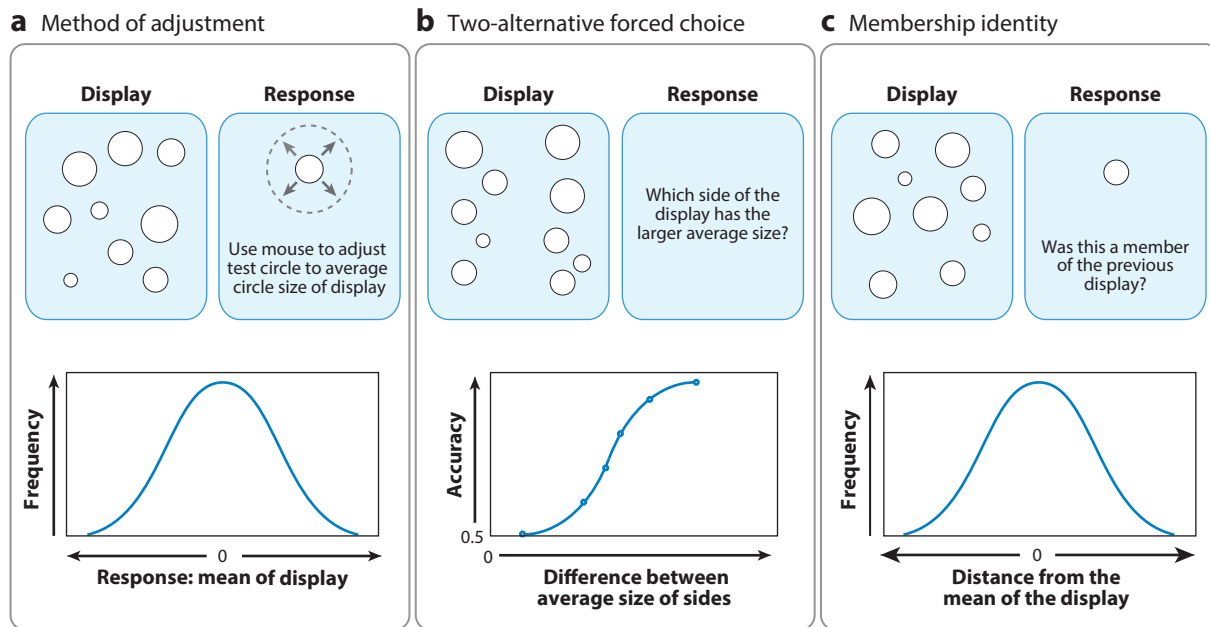 a Method of adjustment
Display
Response
Use mouse to adjust
test circle to average
circle size of display
Frequency
0
Response: mean of display
b Two-alternative forced choice
Display
Response
Which side of the
display has the
larger average size?
Accuracy
0.5
0
Difference between
average size of sides
c Membership identity
Display
Response
Was this a member
of the previous
display?
Frequency
0
Distance from the
mean of the display